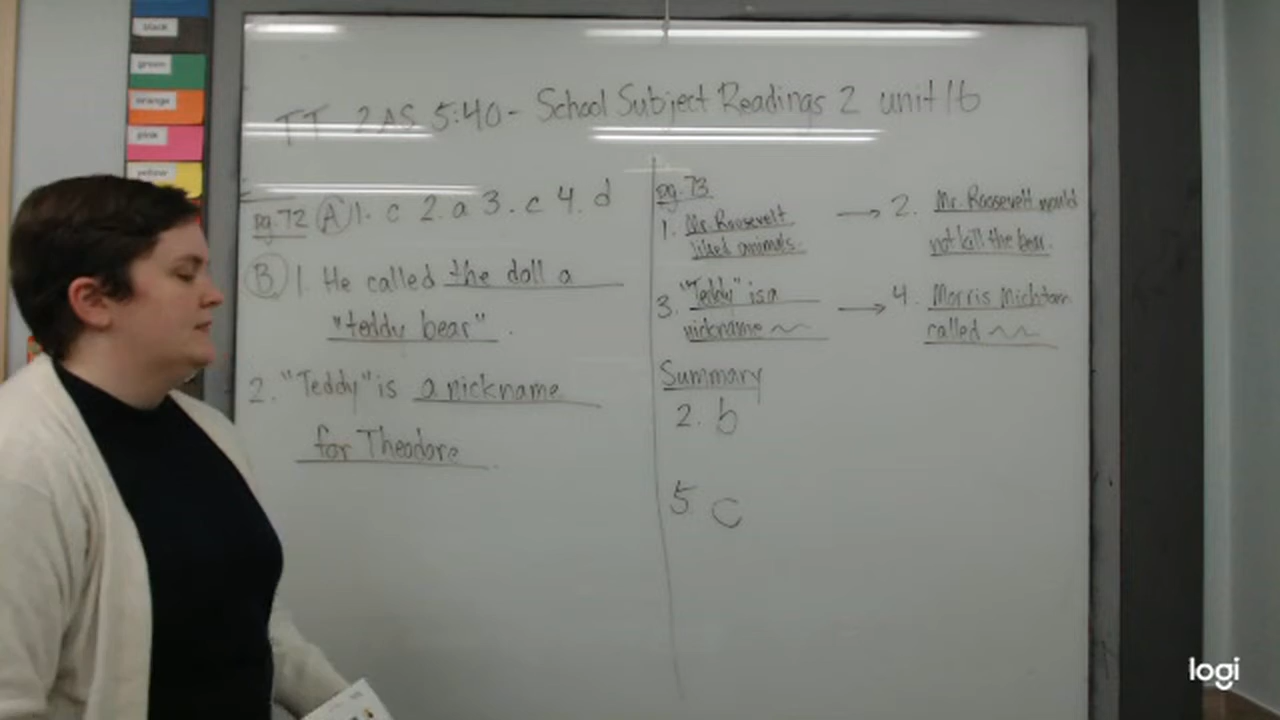 black
green
orange
pink
yellow
TT 2AS 5:40 - School Subject Readings 2 unit 16
pg. 72 A 1. c 2. a 3. c 4. d
B 1. He called the doll a
"teddy bear".
2. "Teddy" is a nickname
for Theodore.
pg. 73
1. Mr. Roosevelt
liked animals.
→ 2. Mr. Roosevelt would
not kill the bear.
3. "Teddy" is a
nickname ~
→ 4. Morris Michtom
called ~
Summary
2. b
5 c
logi